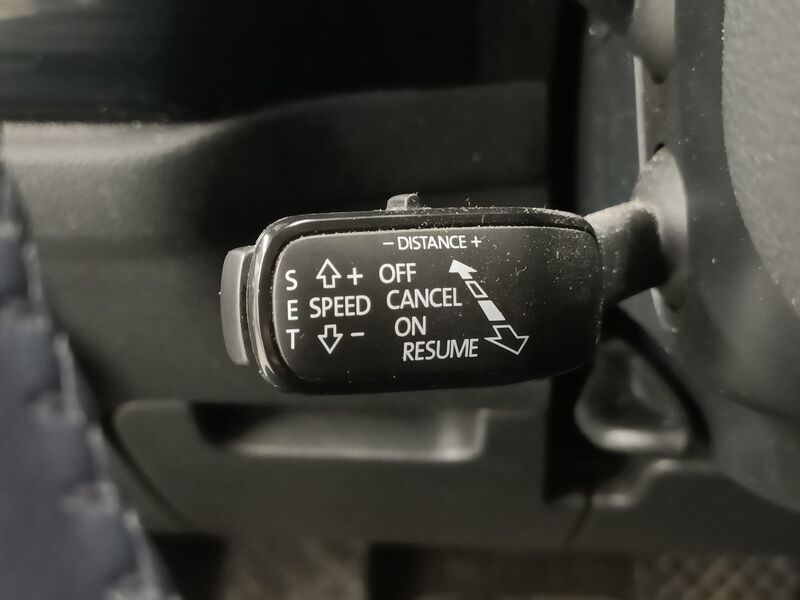 − DISTANCE +
S + OFF
E SPEED CANCEL
T − ON
RESUME